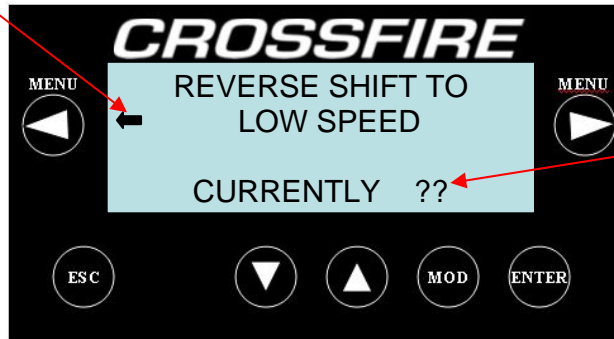 CROSSFIRE
MENU
MENU
REVERSE SHIFT TO
LOW SPEED
CURRENTLY ??
ESC
MOD
ENTER